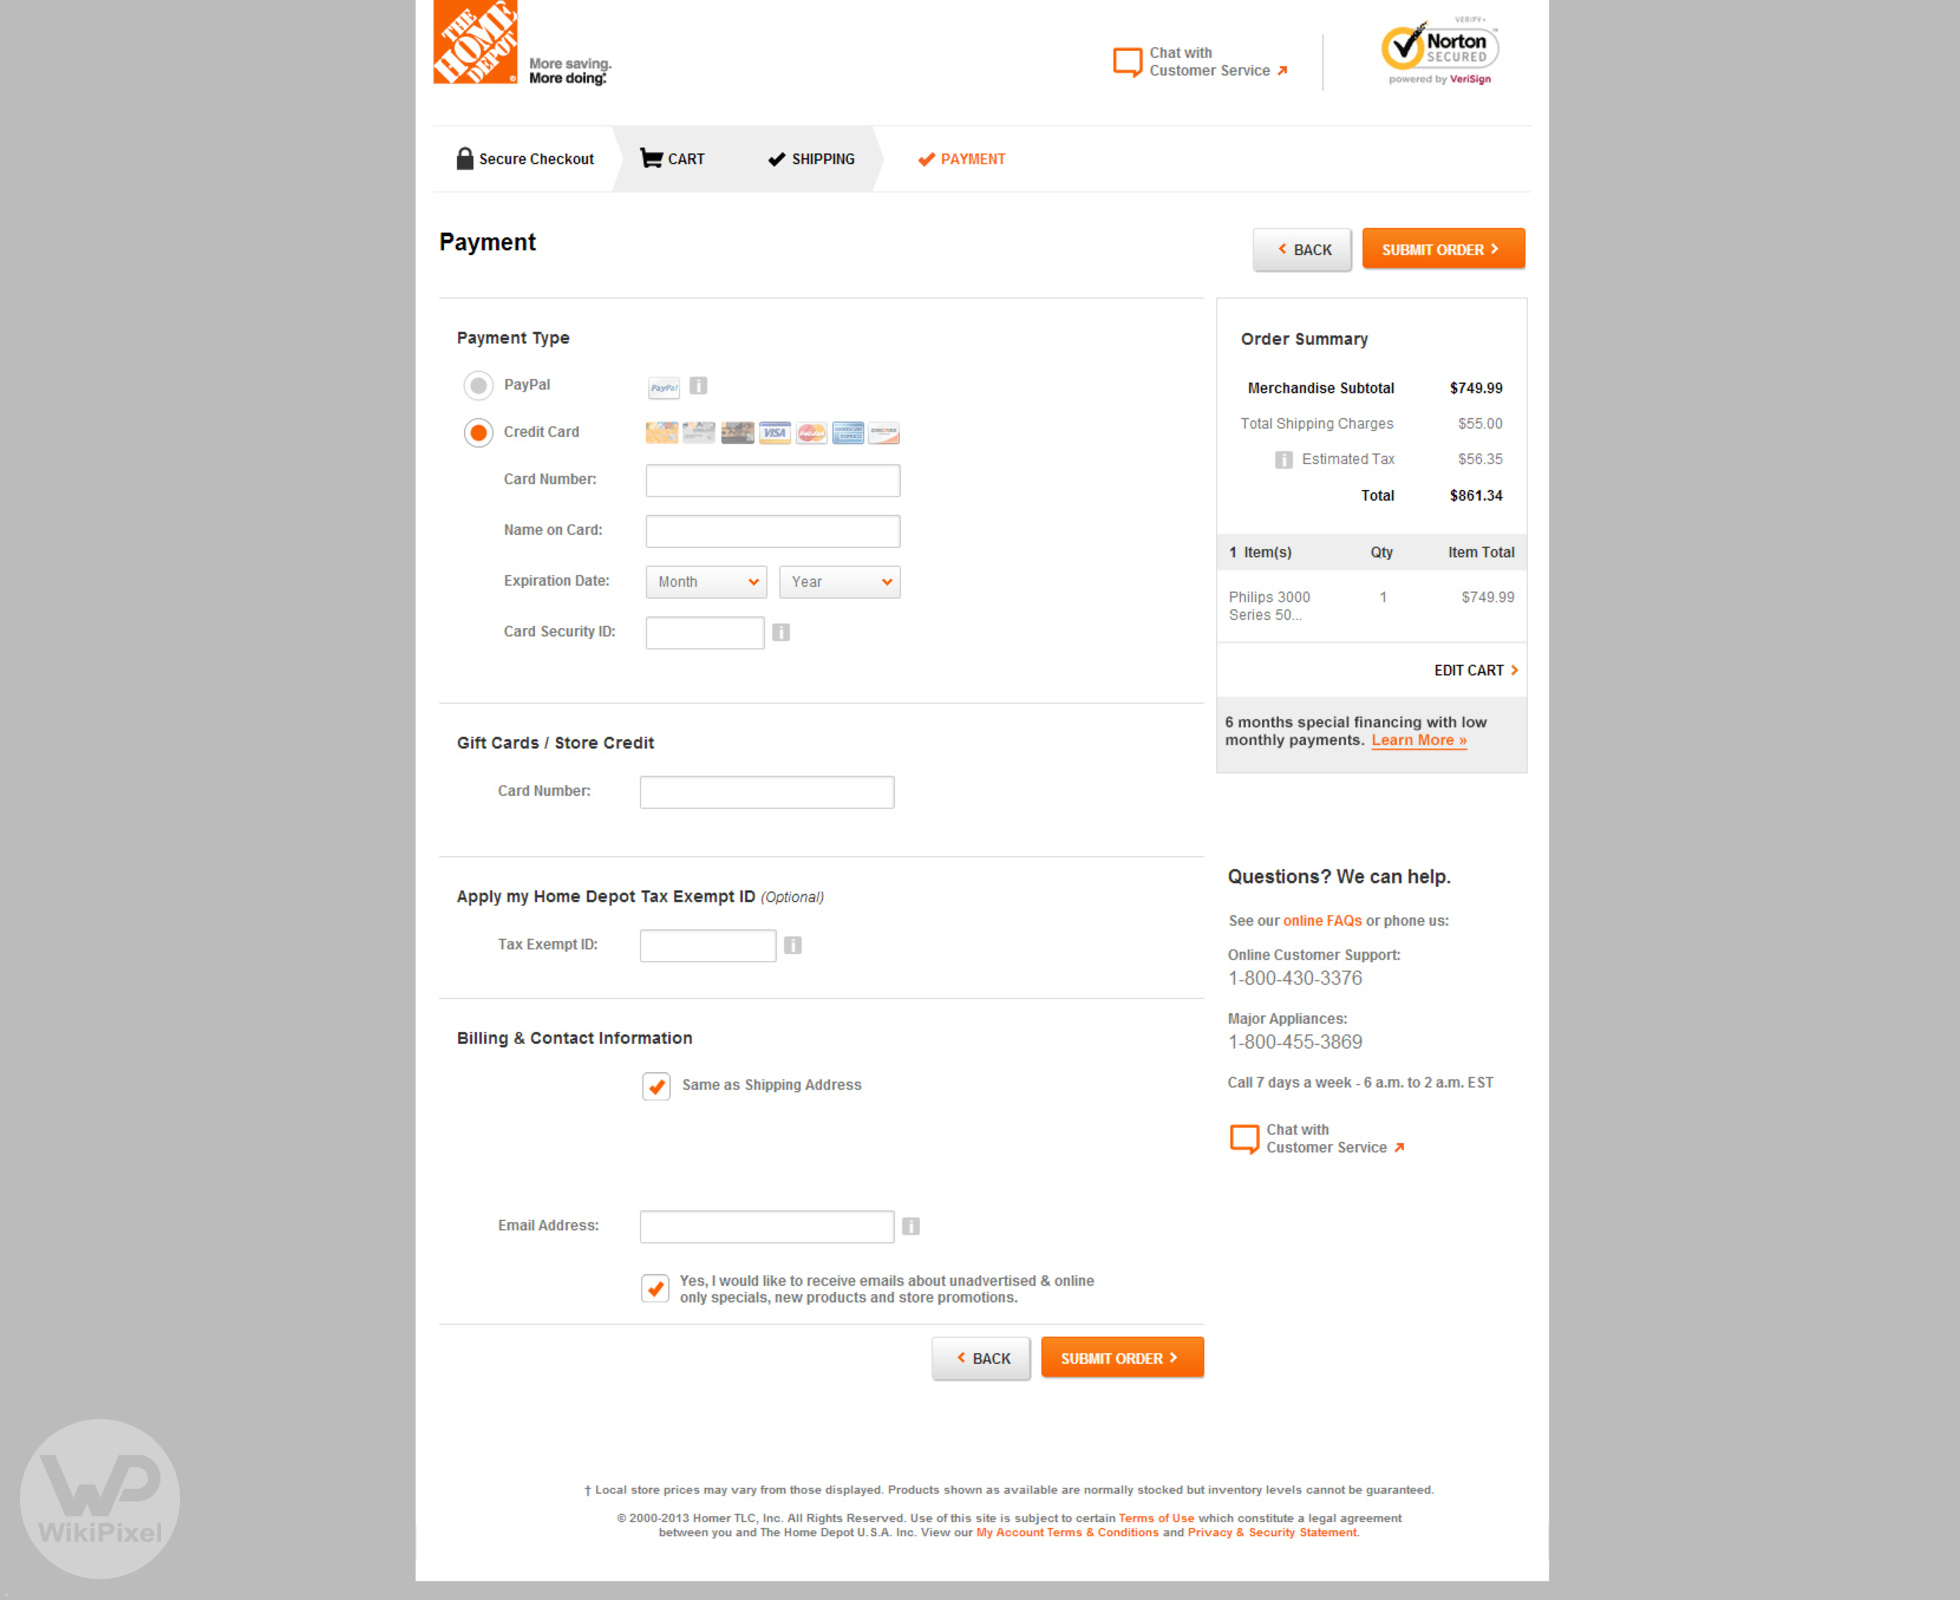 THE
HOME
DEPOT
More saving.
More doing.
Chat with
Customer Service
VERIFY
Norton
SECURED
powered by VeriSign
Secure Checkout
CART
SHIPPING
PAYMENT
Payment
BACK
SUBMIT ORDER
Payment Type
PayPal
PayPal
Credit Card
VISA
Card Number:
Name on Card:
Expiration Date:
Month
Year
Card Security ID:
Order Summary
Merchandise Subtotal $749.99
Total Shipping Charges $55.00
Estimated Tax $56.35
Total $861.34
1 Item(s) Qty Item Total
Philips 3000 1 $749.99
Series 50...
EDIT CART
6 months special financing with low
monthly payments. Learn More »
Gift Cards / Store Credit
Card Number:
Apply my Home Depot Tax Exempt ID (Optional)
Tax Exempt ID:
Questions? We can help.
See our online FAQs or phone us:
Online Customer Support:
1-800-430-3376
Major Appliances:
1-800-455-3869
Call 7 days a week - 6 a.m. to 2 a.m. EST
Chat with
Customer Service
Billing & Contact Information
Same as Shipping Address
Email Address:
Yes, I would like to receive emails about unadvertised & online
only specials, new products and store promotions.
BACK
SUBMIT ORDER
† Local store prices may vary from those displayed. Products shown as available are normally stocked but inventory levels cannot be guaranteed.
© 2000-2013 Homer TLC, Inc. All Rights Reserved. Use of this site is subject to certain Terms of Use which constitute a legal agreement
between you and The Home Depot U.S.A. Inc. View our My Account Terms & Conditions and Privacy & Security Statement.
WP
WikiPixel